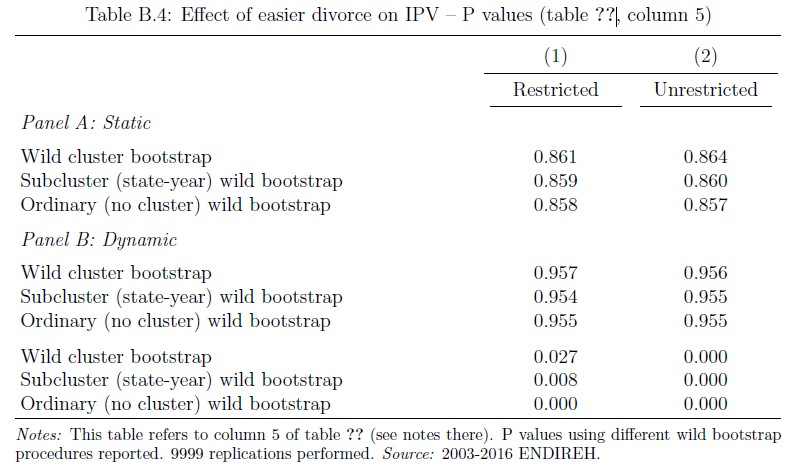 Table B.4: Effect of easier divorce on IPV – P values (table ??, column 5)
(1) (2)
Restricted Unrestricted
Panel A: Static
Wild cluster bootstrap 0.861 0.864
Subcluster (state-year) wild bootstrap 0.859 0.860
Ordinary (no cluster) wild bootstrap 0.858 0.857
Panel B: Dynamic
Wild cluster bootstrap 0.957 0.956
Subcluster (state-year) wild bootstrap 0.954 0.955
Ordinary (no cluster) wild bootstrap 0.955 0.955
Wild cluster bootstrap 0.027 0.000
Subcluster (state-year) wild bootstrap 0.008 0.000
Ordinary (no cluster) wild bootstrap 0.000 0.000
Notes: This table refers to column 5 of table ?? (see notes there). P values using different wild bootstrap
procedures reported. 9999 replications performed. Source: 2003-2016 ENDIREH.